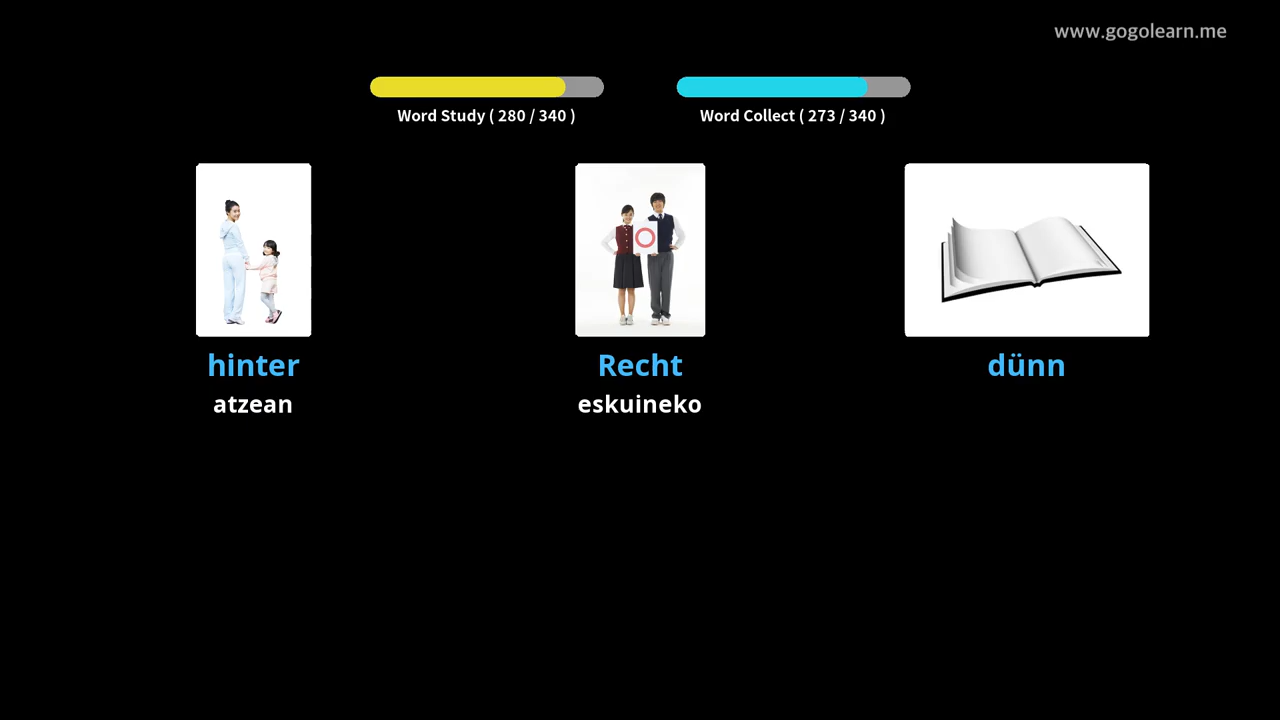 www.gogolearn.me
Word Study ( 280 / 340 )
Word Collect ( 273 / 340 )
hinter
atzean
Recht
eskuineko
dünn